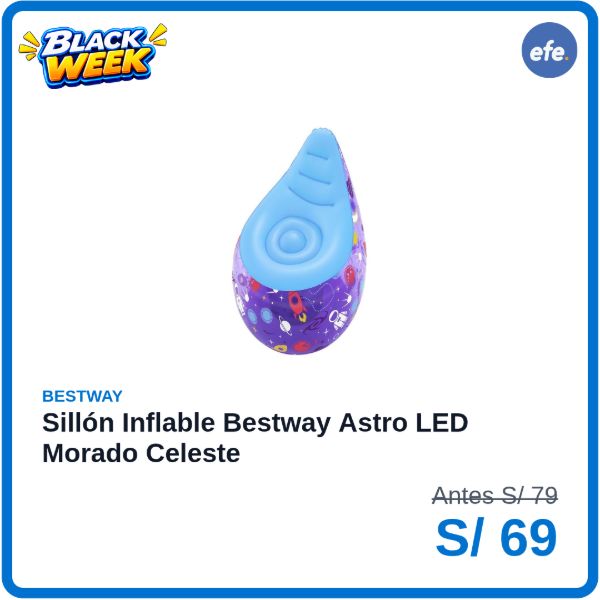 BLACK
WEEK
efe.
BESTWAY
Sillón Inflable Bestway Astro LED
Morado Celeste
Antes S/ 79
S/ 69